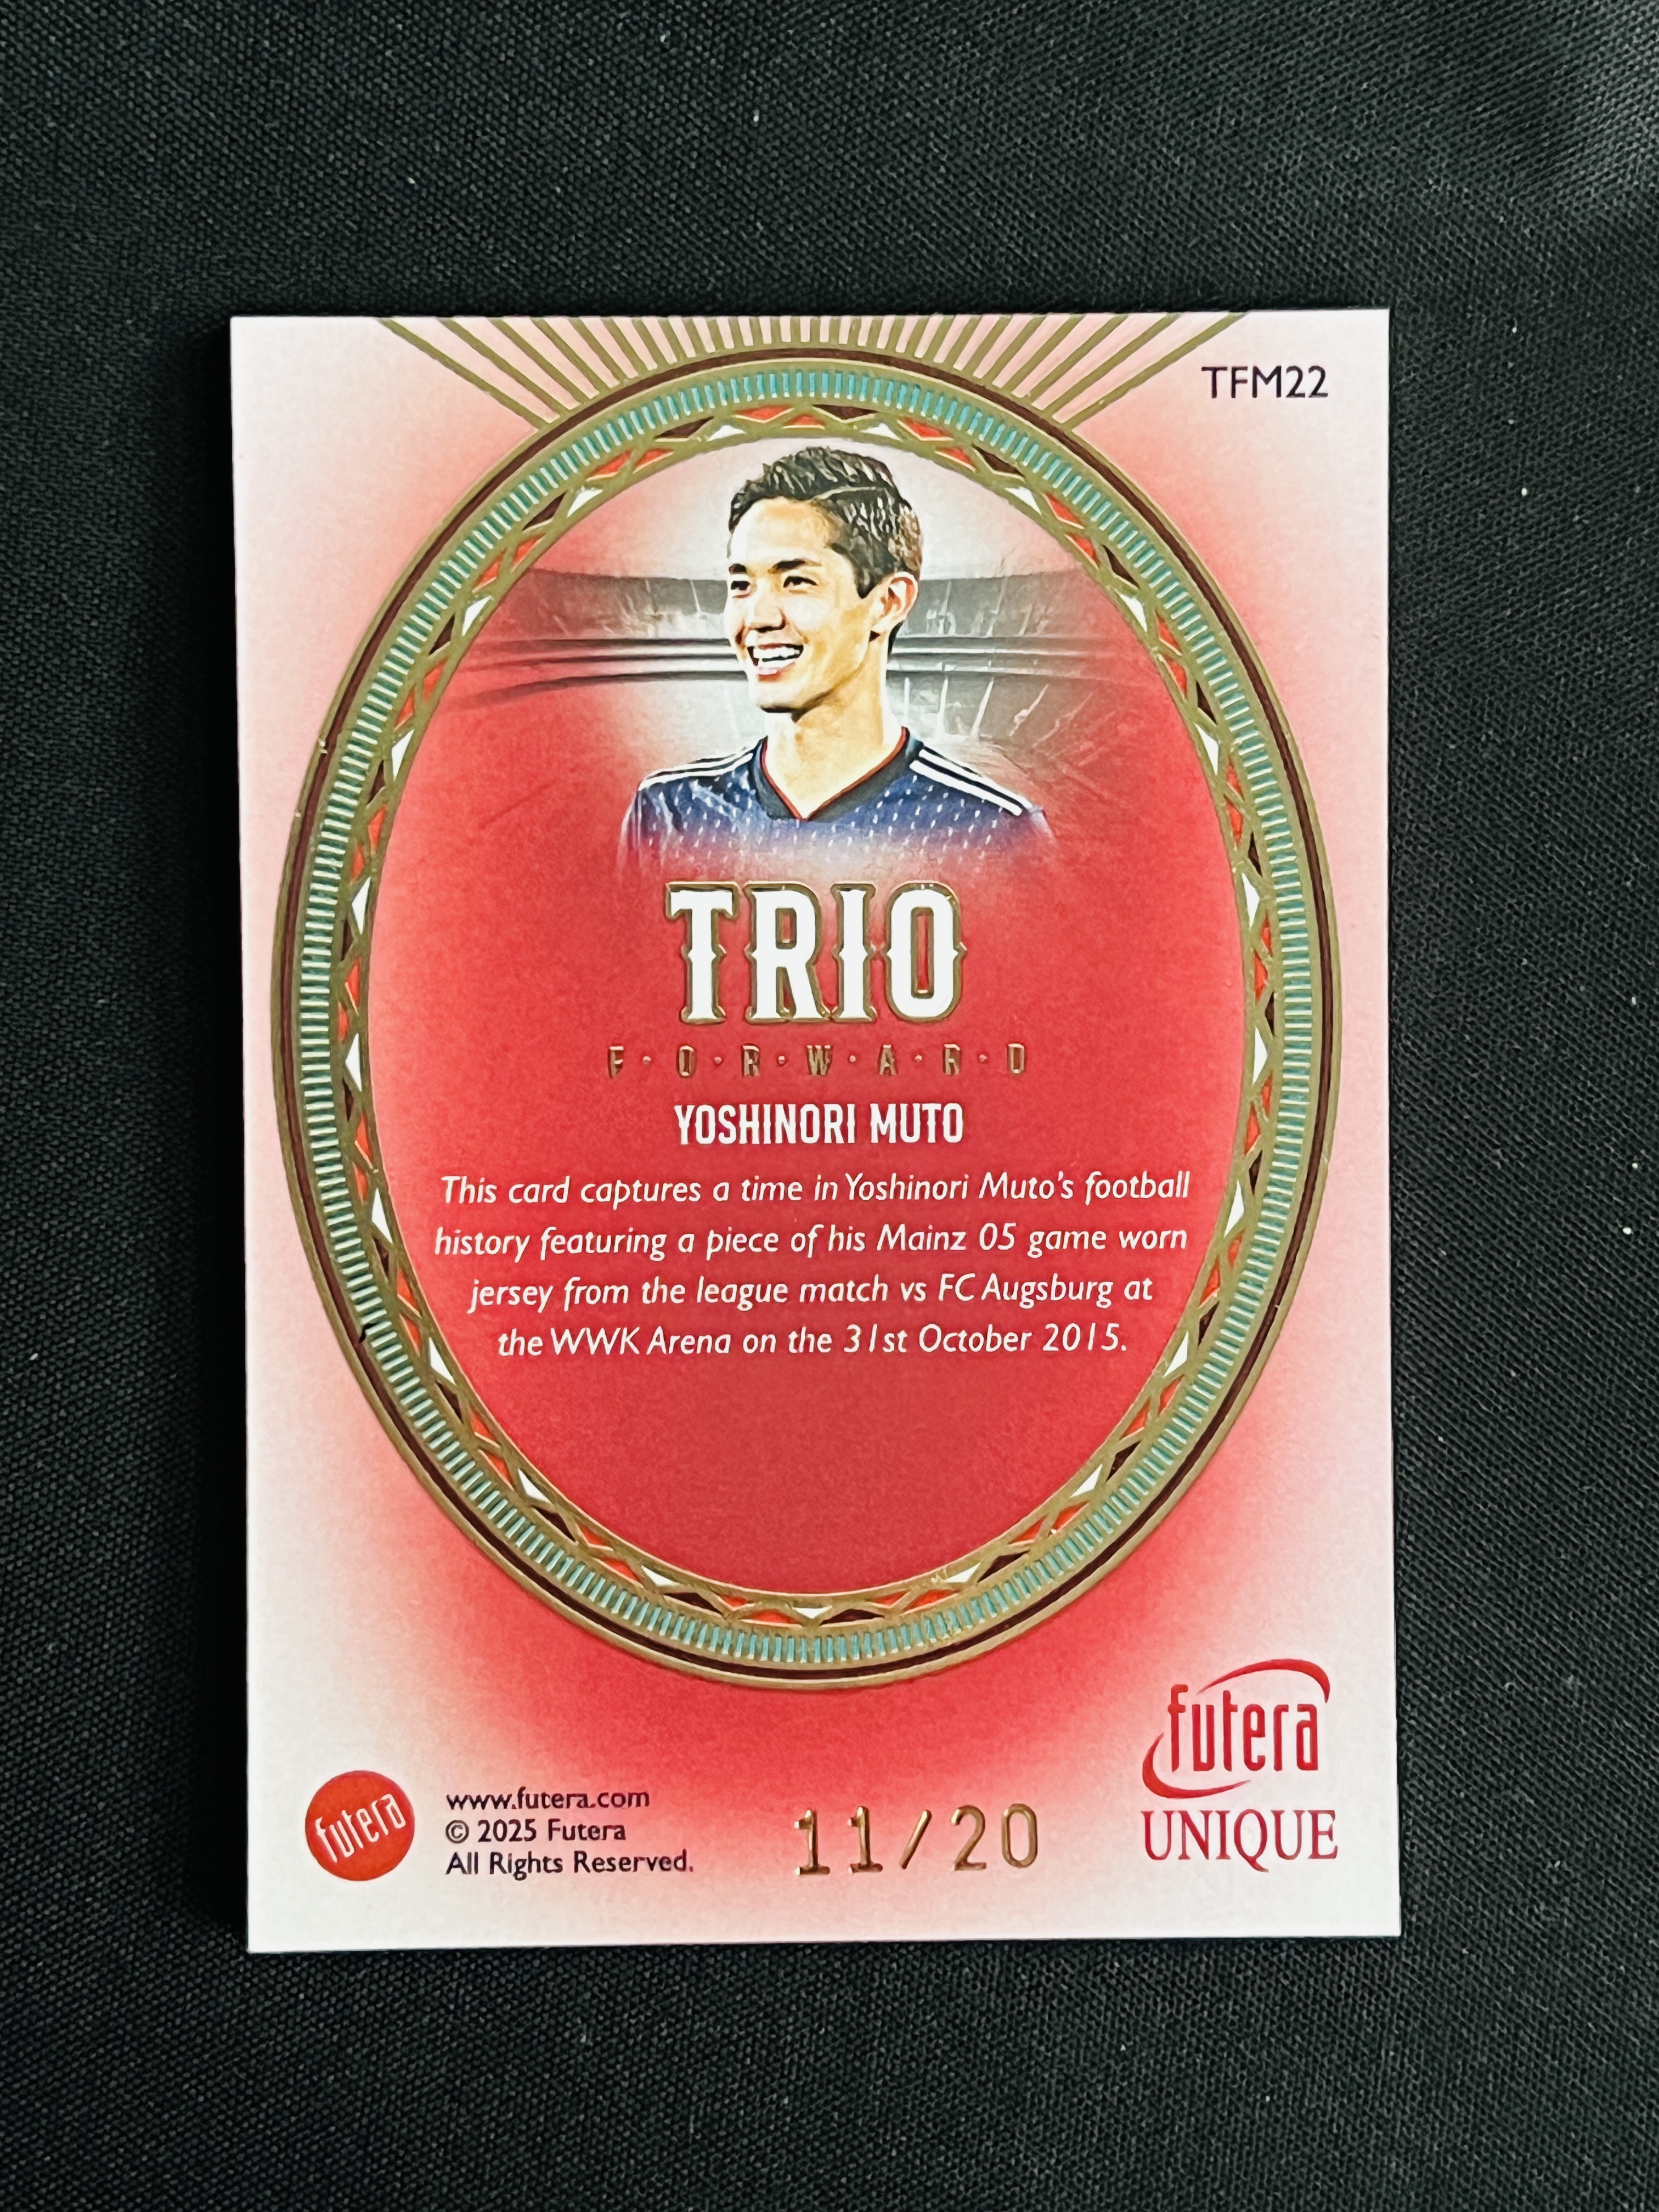 TFM22
TRIO
F·O·R·W·A·R·D
YOSHINORI MUTO
This card captures a time in Yoshinori Muto's football
history featuring a piece of his Mainz 05 game worn
jersey from the league match vs FC Augsburg at
the WWK Arena on the 31st October 2015.
futera
UNIQUE
futera
www.futera.com
© 2025 Futera
All Rights Reserved.
11/20